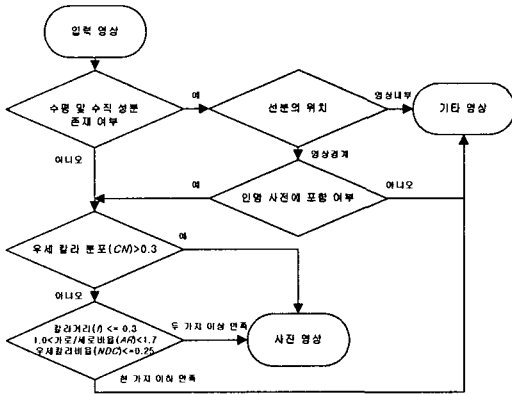 입력 영상
수평 및 수직 성분
존재 여부
예
선분의 위치
영상내부
기타 영상
아니오
영상경계
예
인명 사전에 포함 여부
아니오
우세 칼라 분포(CN)>0.3
예
아니오
칼라거리(f) <= 0.3
1.0<가로/세로비율(AR)<1.7
우세칼라비율(NDC)<=0.25
두 가지 이상 만족
사진 영상
한 가지 이하 만족